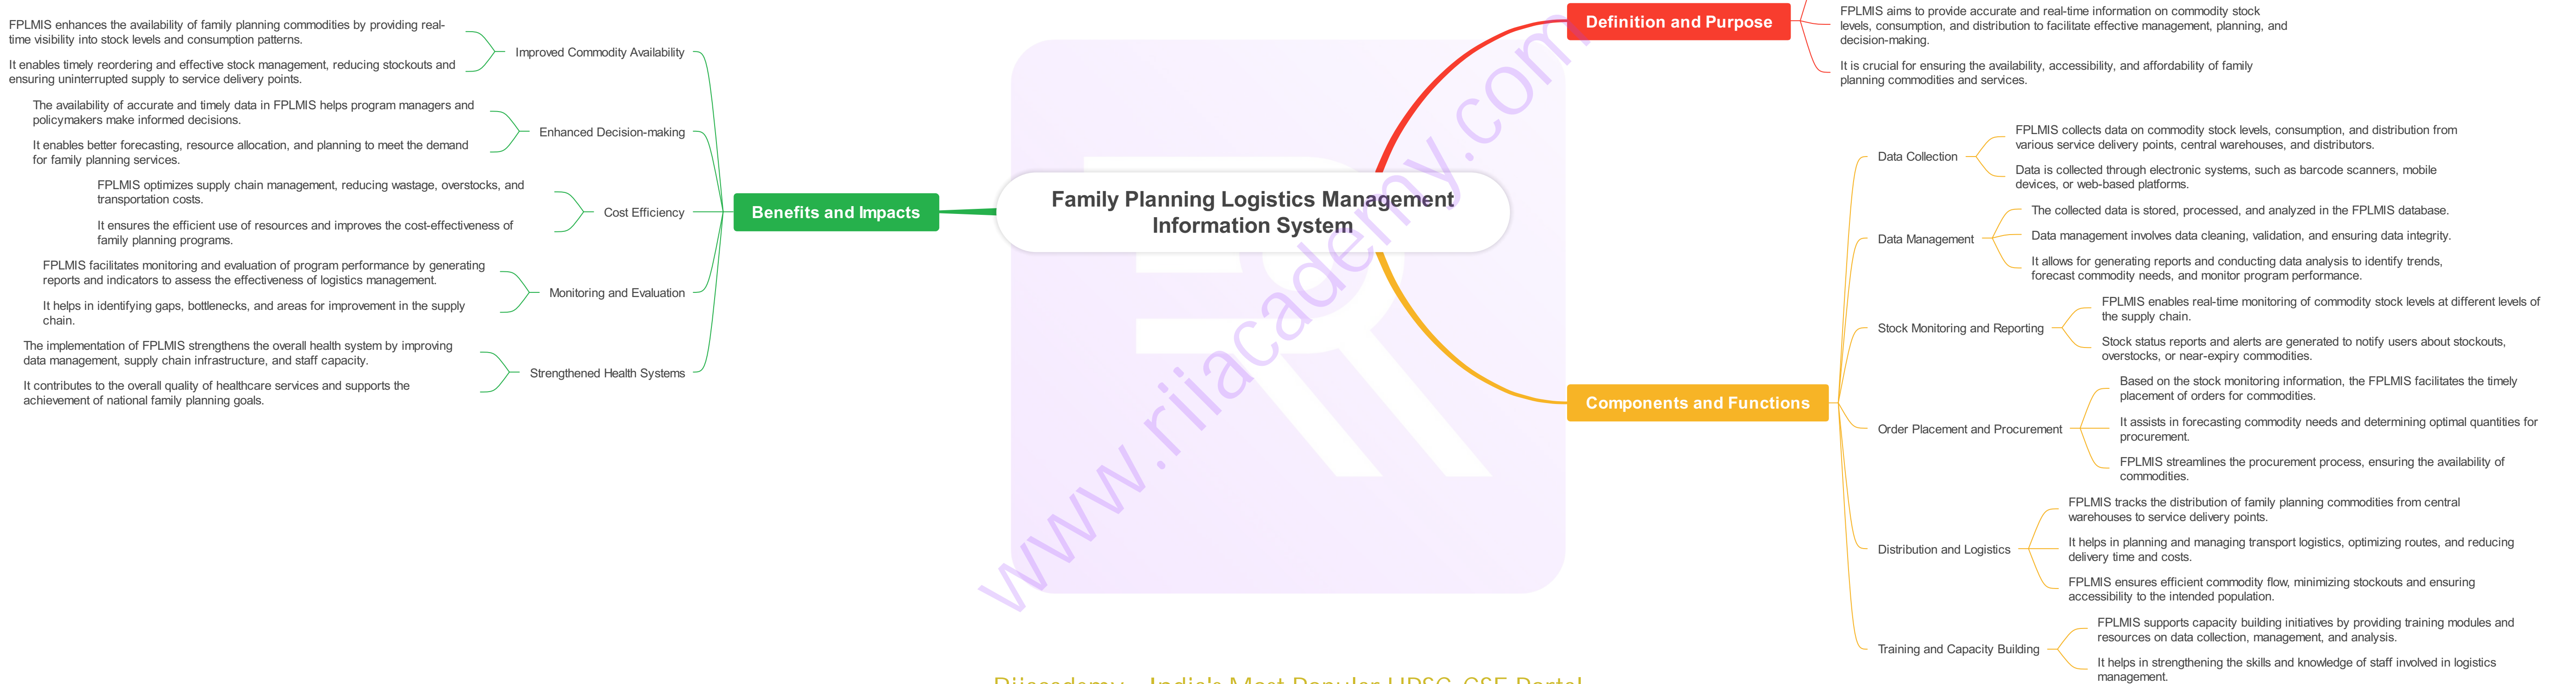 Family Planning Logistics Management
Information System
Definition and Purpose
FPLMIS aims to provide accurate and real-time information on commodity stock
levels, consumption, and distribution to facilitate effective management, planning, and
decision-making.
It is crucial for ensuring the availability, accessibility, and affordability of family
planning commodities and services.
Components and Functions
Data Collection
FPLMIS collects data on commodity stock levels, consumption, and distribution from
various service delivery points, central warehouses, and distributors.
Data is collected through electronic systems, such as barcode scanners, mobile
devices, or web-based platforms.
Data Management
The collected data is stored, processed, and analyzed in the FPLMIS database.
Data management involves data cleaning, validation, and ensuring data integrity.
It allows for generating reports and conducting data analysis to identify trends,
forecast commodity needs, and monitor program performance.
Stock Monitoring and Reporting
FPLMIS enables real-time monitoring of commodity stock levels at different levels of
the supply chain.
Stock status reports and alerts are generated to notify users about stockouts,
overstocks, or near-expiry commodities.
Order Placement and Procurement
Based on the stock monitoring information, the FPLMIS facilitates the timely
placement of orders for commodities.
It assists in forecasting commodity needs and determining optimal quantities for
procurement.
FPLMIS streamlines the procurement process, ensuring the availability of
commodities.
Distribution and Logistics
FPLMIS tracks the distribution of family planning commodities from central
warehouses to service delivery points.
It helps in planning and managing transport logistics, optimizing routes, and reducing
delivery time and costs.
FPLMIS ensures efficient commodity flow, minimizing stockouts and ensuring
accessibility to the intended population.
Training and Capacity Building
FPLMIS supports capacity building initiatives by providing training modules and
resources on data collection, management, and analysis.
It helps in strengthening the skills and knowledge of staff involved in logistics
management.
Benefits and Impacts
Improved Commodity Availability
FPLMIS enhances the availability of family planning commodities by providing real-
time visibility into stock levels and consumption patterns.
It enables timely reordering and effective stock management, reducing stockouts and
ensuring uninterrupted supply to service delivery points.
Enhanced Decision-making
The availability of accurate and timely data in FPLMIS helps program managers and
policymakers make informed decisions.
It enables better forecasting, resource allocation, and planning to meet the demand
for family planning services.
Cost Efficiency
FPLMIS optimizes supply chain management, reducing wastage, overstocks, and
transportation costs.
It ensures the efficient use of resources and improves the cost-effectiveness of
family planning programs.
Monitoring and Evaluation
FPLMIS facilitates monitoring and evaluation of program performance by generating
reports and indicators to assess the effectiveness of logistics management.
It helps in identifying gaps, bottlenecks, and areas for improvement in the supply
chain.
Strengthened Health Systems
The implementation of FPLMIS strengthens the overall health system by improving
data management, supply chain infrastructure, and staff capacity.
It contributes to the overall quality of healthcare services and supports the
achievement of national family planning goals.
www.riiacademy.com
India's Most Popular UPSC-CSE Portal